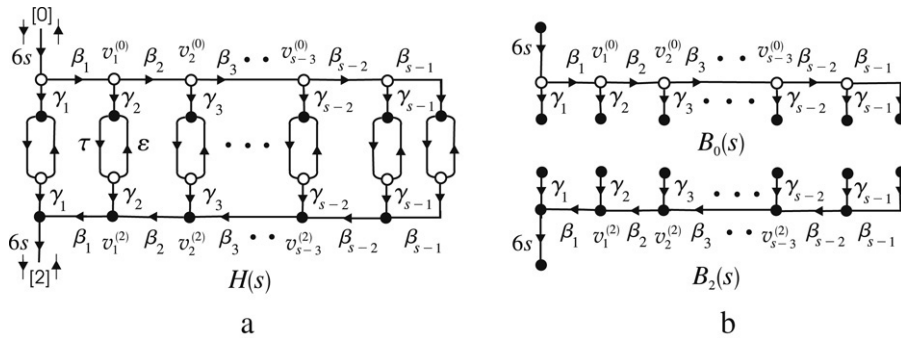 [0]
6s β₁ v₁⁽⁰⁾ β₂ v₂⁽⁰⁾ β₃ • • v₍s₋₃₎⁽⁰⁾ βₛ₋₂ βₛ₋₁
γ₁ γ₂ γ₃ γₛ₋₂ γₛ₋₁
τ ε • • •
γ₁ γ₂ γ₃ γₛ₋₂ γₛ₋₁
6s β₁ v₁⁽²⁾ β₂ v₂⁽²⁾ β₃ • • v₍s₋₃₎⁽²⁾ βₛ₋₂ βₛ₋₁
[2]
H(s)
a
6s β₁ v₁⁽⁰⁾ β₂ v₂⁽⁰⁾ β₃ • • v₍s₋₃₎⁽⁰⁾ βₛ₋₂ βₛ₋₁
γ₁ γ₂ γ₃ • • • γₛ₋₂ γₛ₋₁
B₀(s)
γ₁ γ₂ γ₃ • • • γₛ₋₂ γₛ₋₁
6s β₁ v₁⁽²⁾ β₂ v₂⁽²⁾ β₃ • • v₍s₋₃₎⁽²⁾ βₛ₋₂ βₛ₋₁
B₂(s)
b